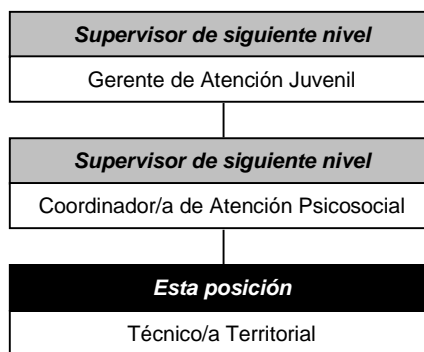 Supervisor de siguiente nivel
Gerente de Atención Juvenil
Supervisor de siguiente nivel
Coordinador/a de Atención Psicosocial
Esta posición
Técnico/a Territorial